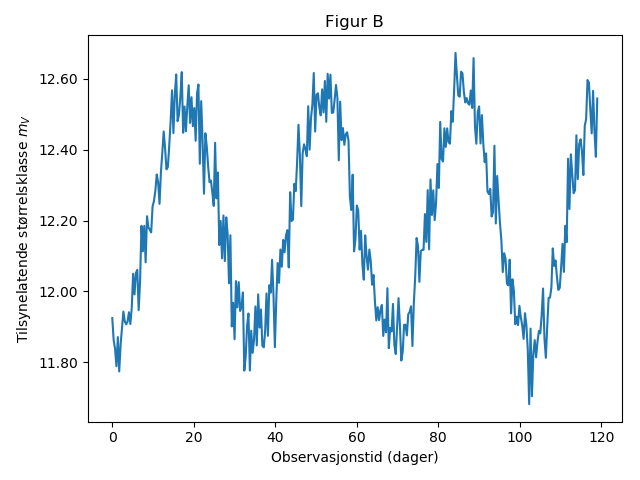 Figur B
Tilsynelatende størrelsesklasse m_V
12.60
12.40
12.20
12.00
11.80
0 20 40 60 80 100 120
Observasjonstid (dager)